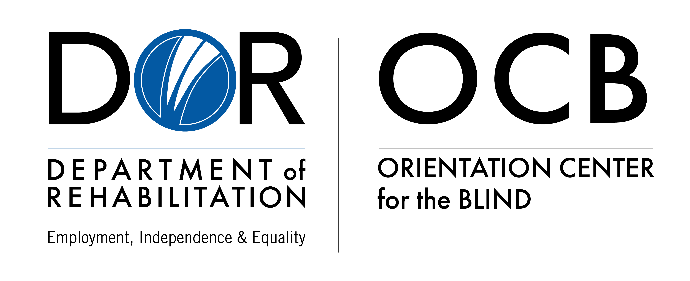 DOR
DEPARTMENT of
REHABILITATION
Employment, Independence & Equality
OCB
ORIENTATION CENTER
for the BLIND